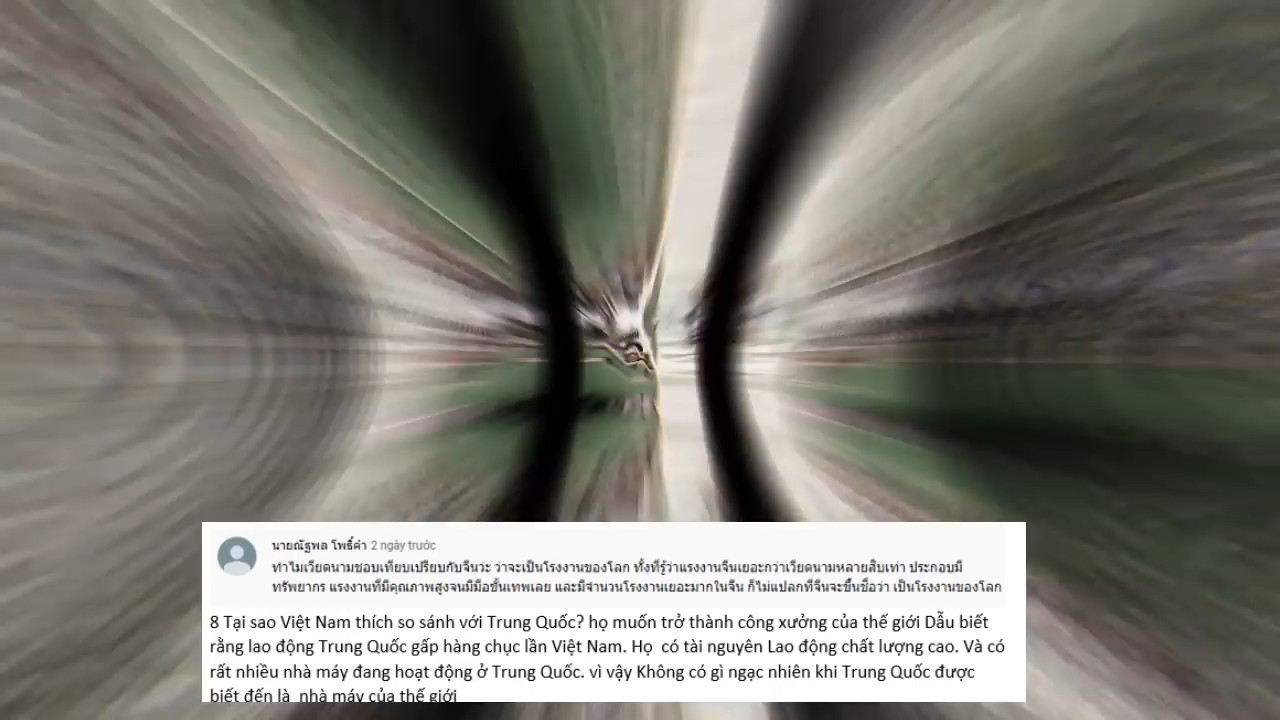 นายณัฐพล โพธิ์คำ 2 ngày trước
ทำไมเวียดนามชอบเทียบเปรียบกับจีนว่ะ ว่าจะเป็นโรงงานของโลก ทั้งที่รู้ว่าแรงงานจีนเยอะกว่าเวียดนามหลายสิบเท่า ประกอบมี
ทรัพยากร แรงงานที่มีคุณภาพสูงจนมีมือชั้นเทพเลย และมีจำนวนโรงงานเยอะมากในจีน ก็ไม่แปลกที่จีนจะขึ้นชื่อว่า เป็นโรงงานของโลก
8 Tại sao Việt Nam thích so sánh với Trung Quốc? họ muốn trở thành công xưởng của thế giới Dẫu biết
rằng lao động Trung Quốc gấp hàng chục lần Việt Nam. Họ  có tài nguyên Lao động chất lượng cao. Và có
rất nhiều nhà máy đang hoạt động ở Trung Quốc. vì vậy Không có gì ngạc nhiên khi Trung Quốc được
biết đến là  nhà máy của thế giới